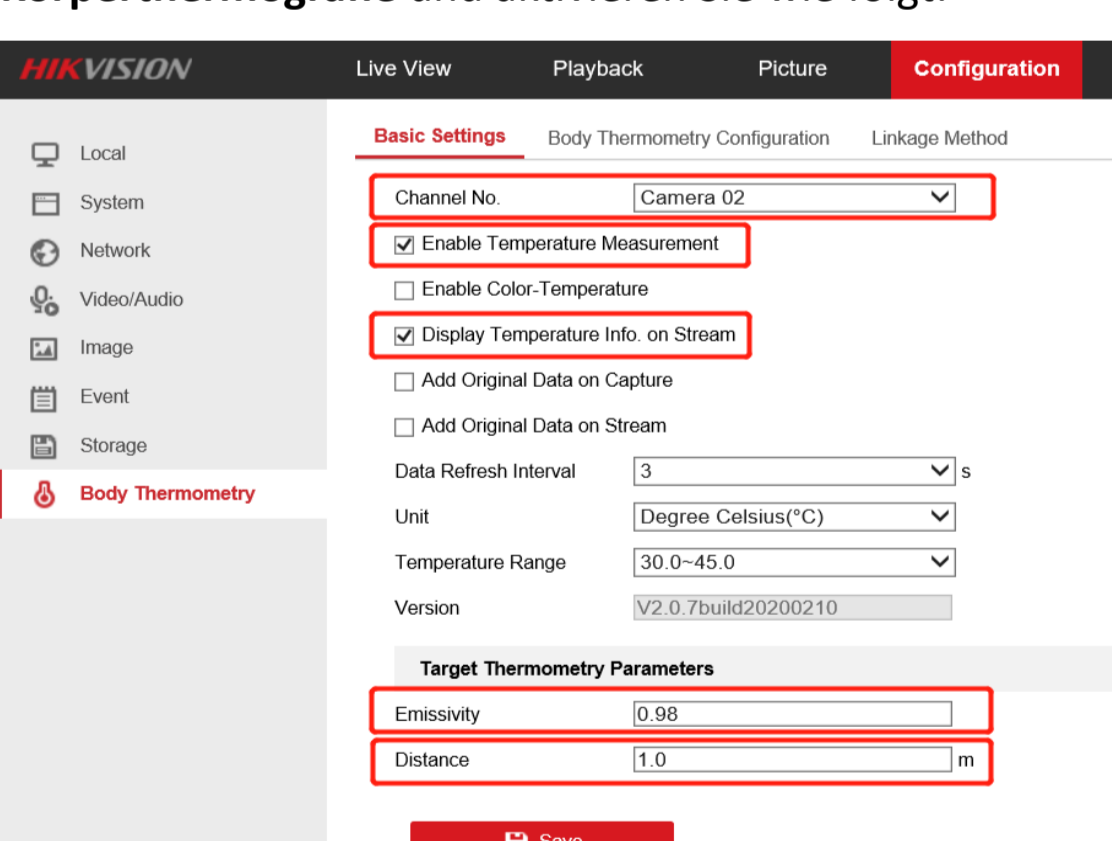 HIKVISION Live View Playback Picture Configuration
Basic Settings Body Thermometry Configuration Linkage Method
Local
System
Network
Video/Audio
Image
Event
Storage
Body Thermometry
Channel No. Camera 02
Enable Temperature Measurement
Enable Color-Temperature
Display Temperature Info. on Stream
Add Original Data on Capture
Add Original Data on Stream
Data Refresh Interval 3 s
Unit Degree Celsius(°C)
Temperature Range 30.0~45.0
Version V2.0.7build20200210
Target Thermometry Parameters
Emissivity 0.98
Distance 1.0 m
Save